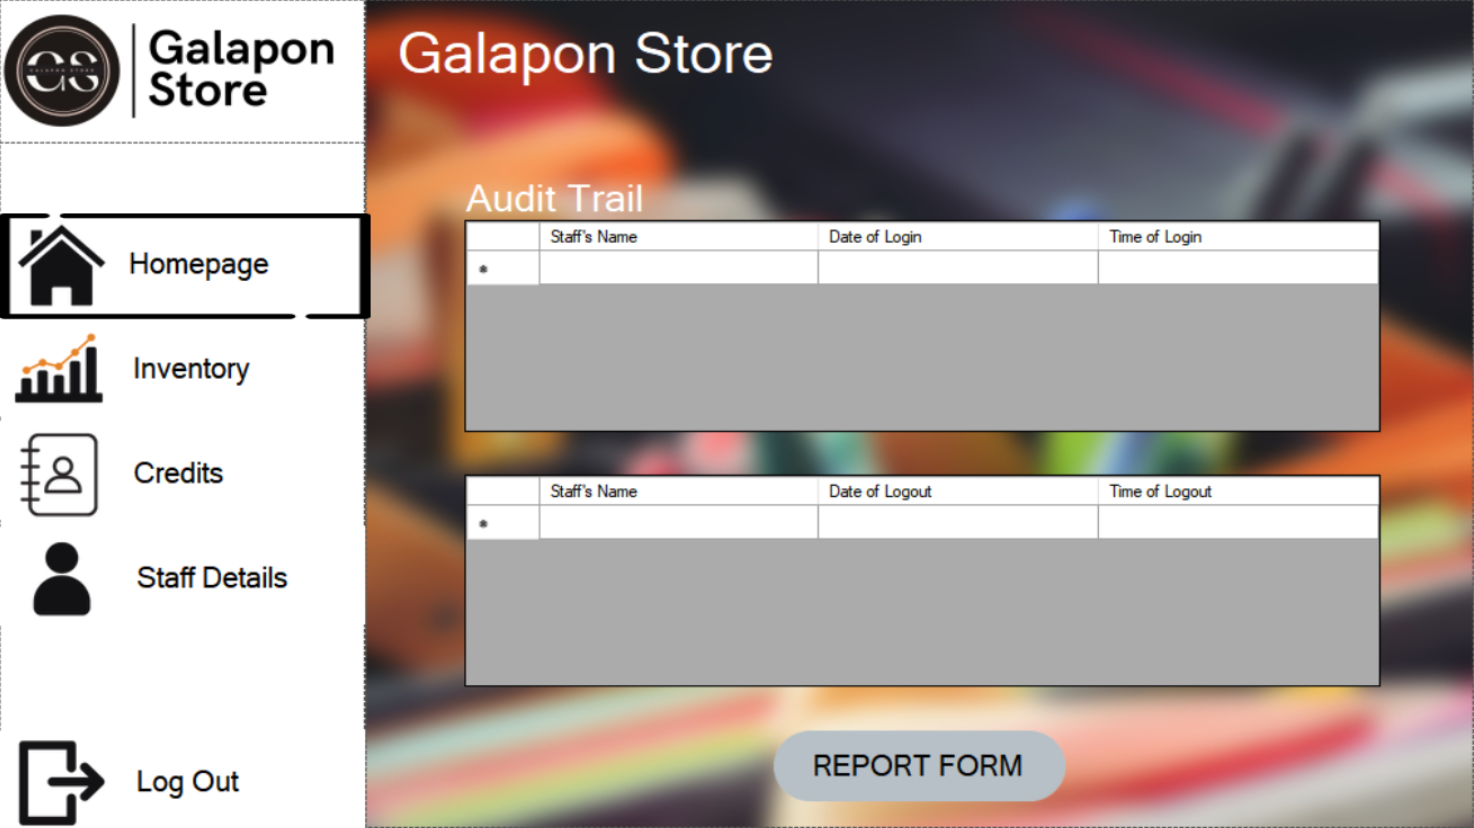 GS
GALAPON STORE
Galapon
Store
Homepage
Inventory
Credits
Staff Details
Log Out
Galapon Store
Audit Trail
Staff's Name Date of Login Time of Login
*
Staff's Name Date of Logout Time of Logout
*
REPORT FORM